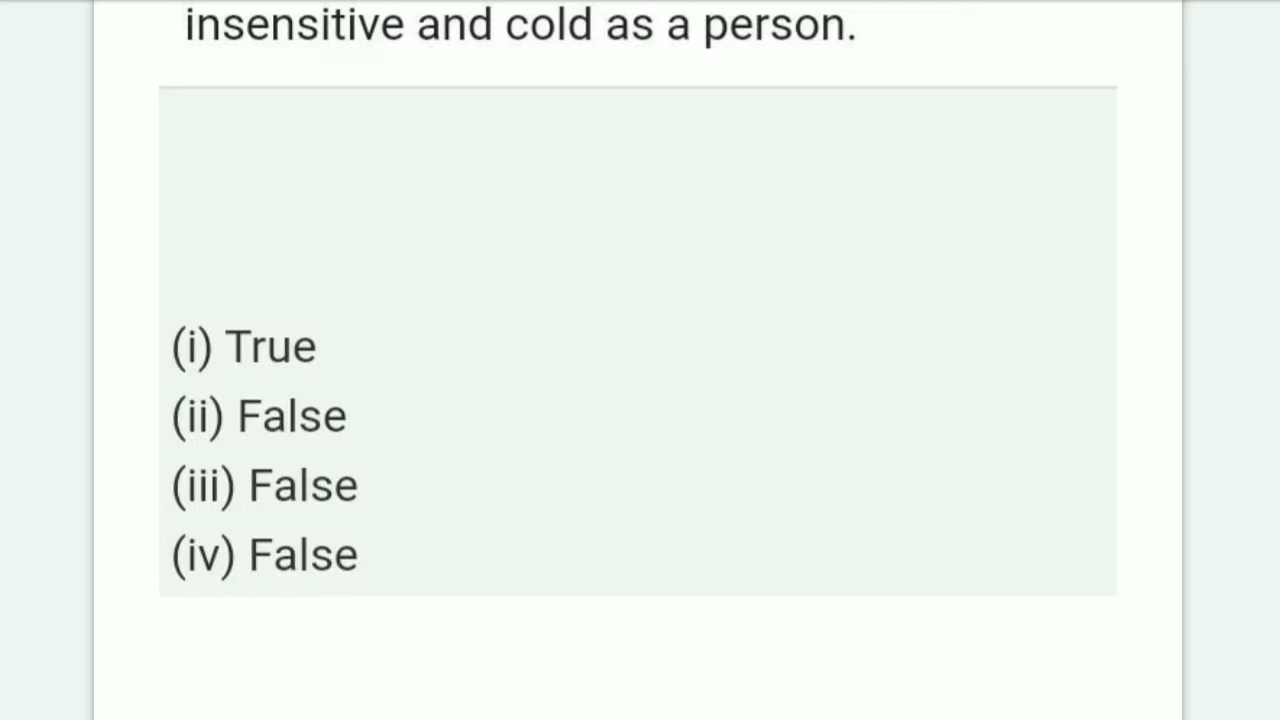 insensitive and cold as a person.
(i) True
(ii) False
(iii) False
(iv) False